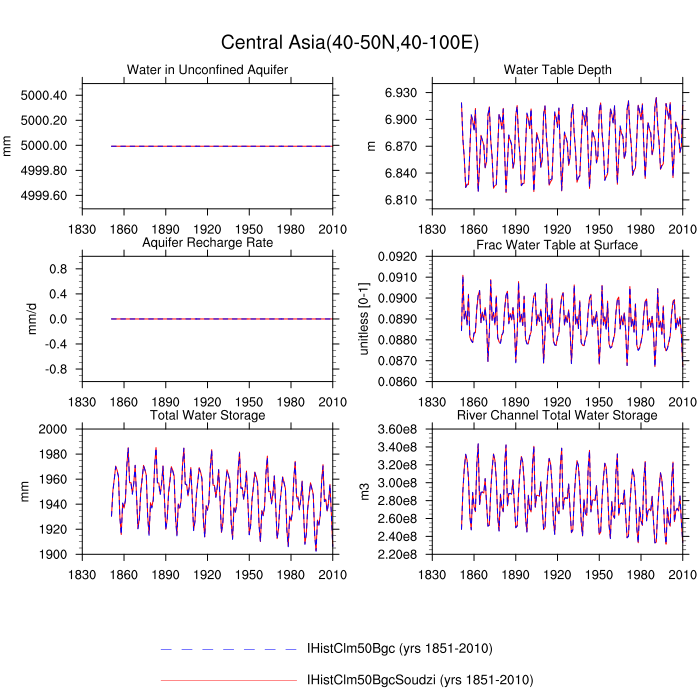 Central Asia(40-50N,40-100E)
Water in Unconfined Aquifer
Water Table Depth
5000.40
5000.20
5000.00
4999.80
4999.60
mm
1830 1860 1890 1920 1950 1980 2010
6.930
6.900
6.870
6.840
6.810
m
1830 1860 1890 1920 1950 1980 2010
Aquifer Recharge Rate
Frac Water Table at Surface
0.8
0.4
0.0
-0.4
-0.8
mm/d
1830 1860 1890 1920 1950 1980 2010
0.0920
0.0910
0.0900
0.0890
0.0880
0.0870
0.0860
unitless [0-1]
1830 1860 1890 1920 1950 1980 2010
Total Water Storage
River Channel Total Water Storage
2000
1980
1960
1940
1920
1900
mm
1830 1860 1890 1920 1950 1980 2010
3.60e8
3.40e8
3.20e8
3.00e8
2.80e8
2.60e8
2.40e8
2.20e8
m3
1830 1860 1890 1920 1950 1980 2010
IHistClm50Bgc (yrs 1851-2010)
IHistClm50BgcSoudzi (yrs 1851-2010)